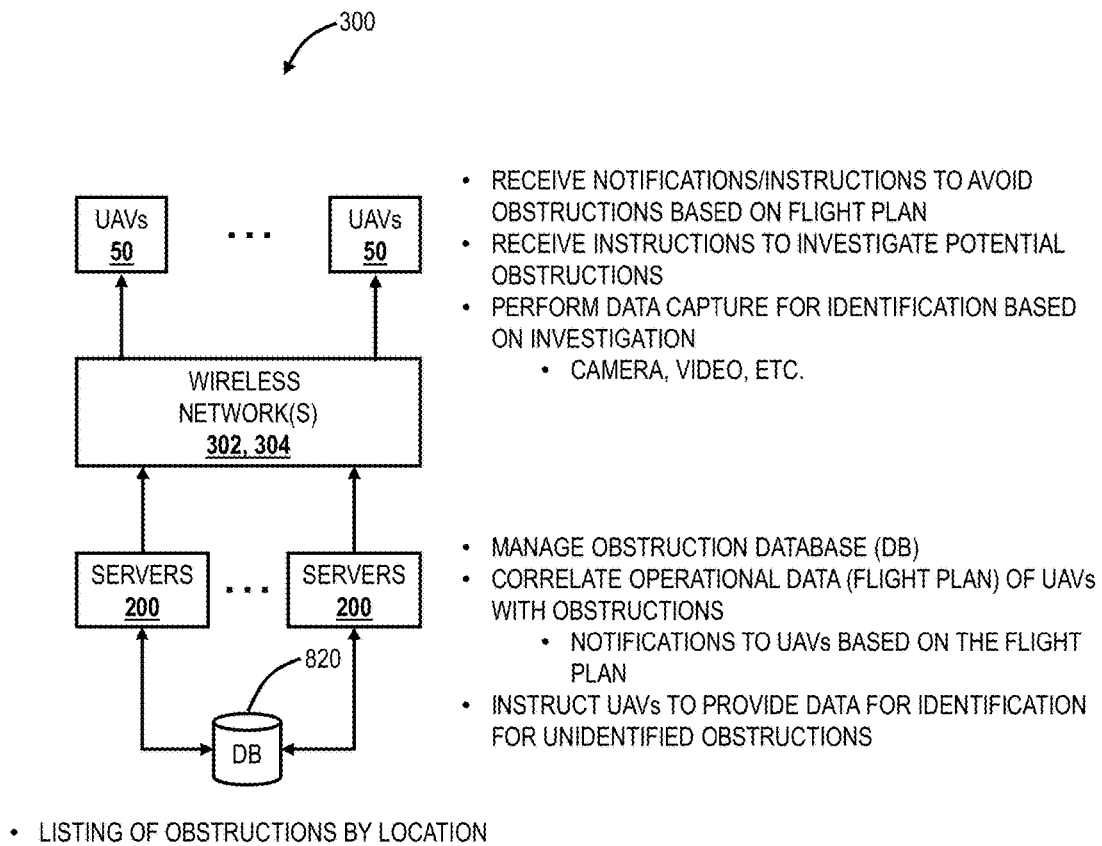 300
UAVs
50
...
UAVs
50
• RECEIVE NOTIFICATIONS/INSTRUCTIONS TO AVOID
OBSTRUCTIONS BASED ON FLIGHT PLAN
• RECEIVE INSTRUCTIONS TO INVESTIGATE POTENTIAL
OBSTRUCTIONS
• PERFORM DATA CAPTURE FOR IDENTIFICATION BASED
ON INVESTIGATION
• CAMERA, VIDEO, ETC.
WIRELESS
NETWORK(S)
302, 304
SERVERS
200
...
SERVERS
200
• MANAGE OBSTRUCTION DATABASE (DB)
• CORRELATE OPERATIONAL DATA (FLIGHT PLAN) OF UAVs
WITH OBSTRUCTIONS
• NOTIFICATIONS TO UAVs BASED ON THE FLIGHT
PLAN
• INSTRUCT UAVs TO PROVIDE DATA FOR IDENTIFICATION
FOR UNIDENTIFIED OBSTRUCTIONS
820
DB
• LISTING OF OBSTRUCTIONS BY LOCATION